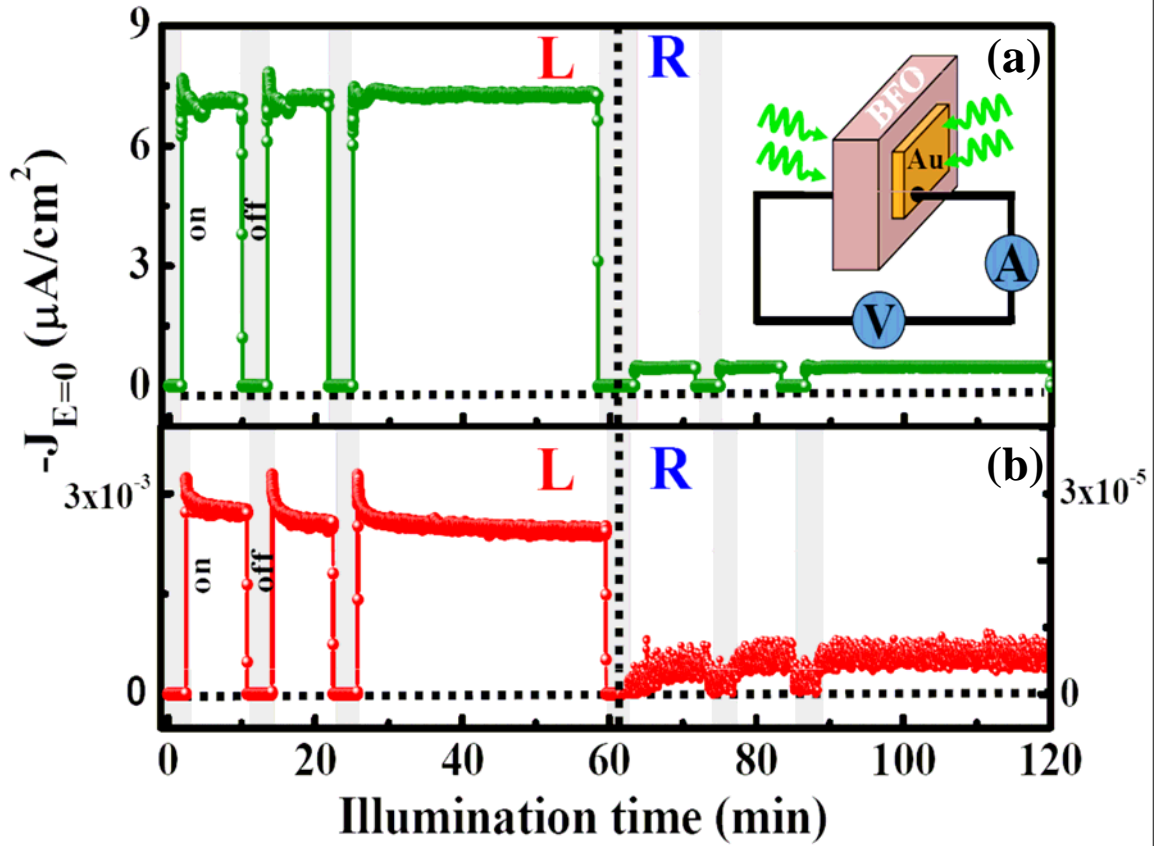 -J_{E=0} (μA/cm²)
9
6
3
0
L
R
(a)
on
off
BFO
Au
A
V
3x10⁻³
0
L
R
(b)
on
off
3x10⁻⁵
0
0 20 40 60 80 100 120
Illumination time (min)